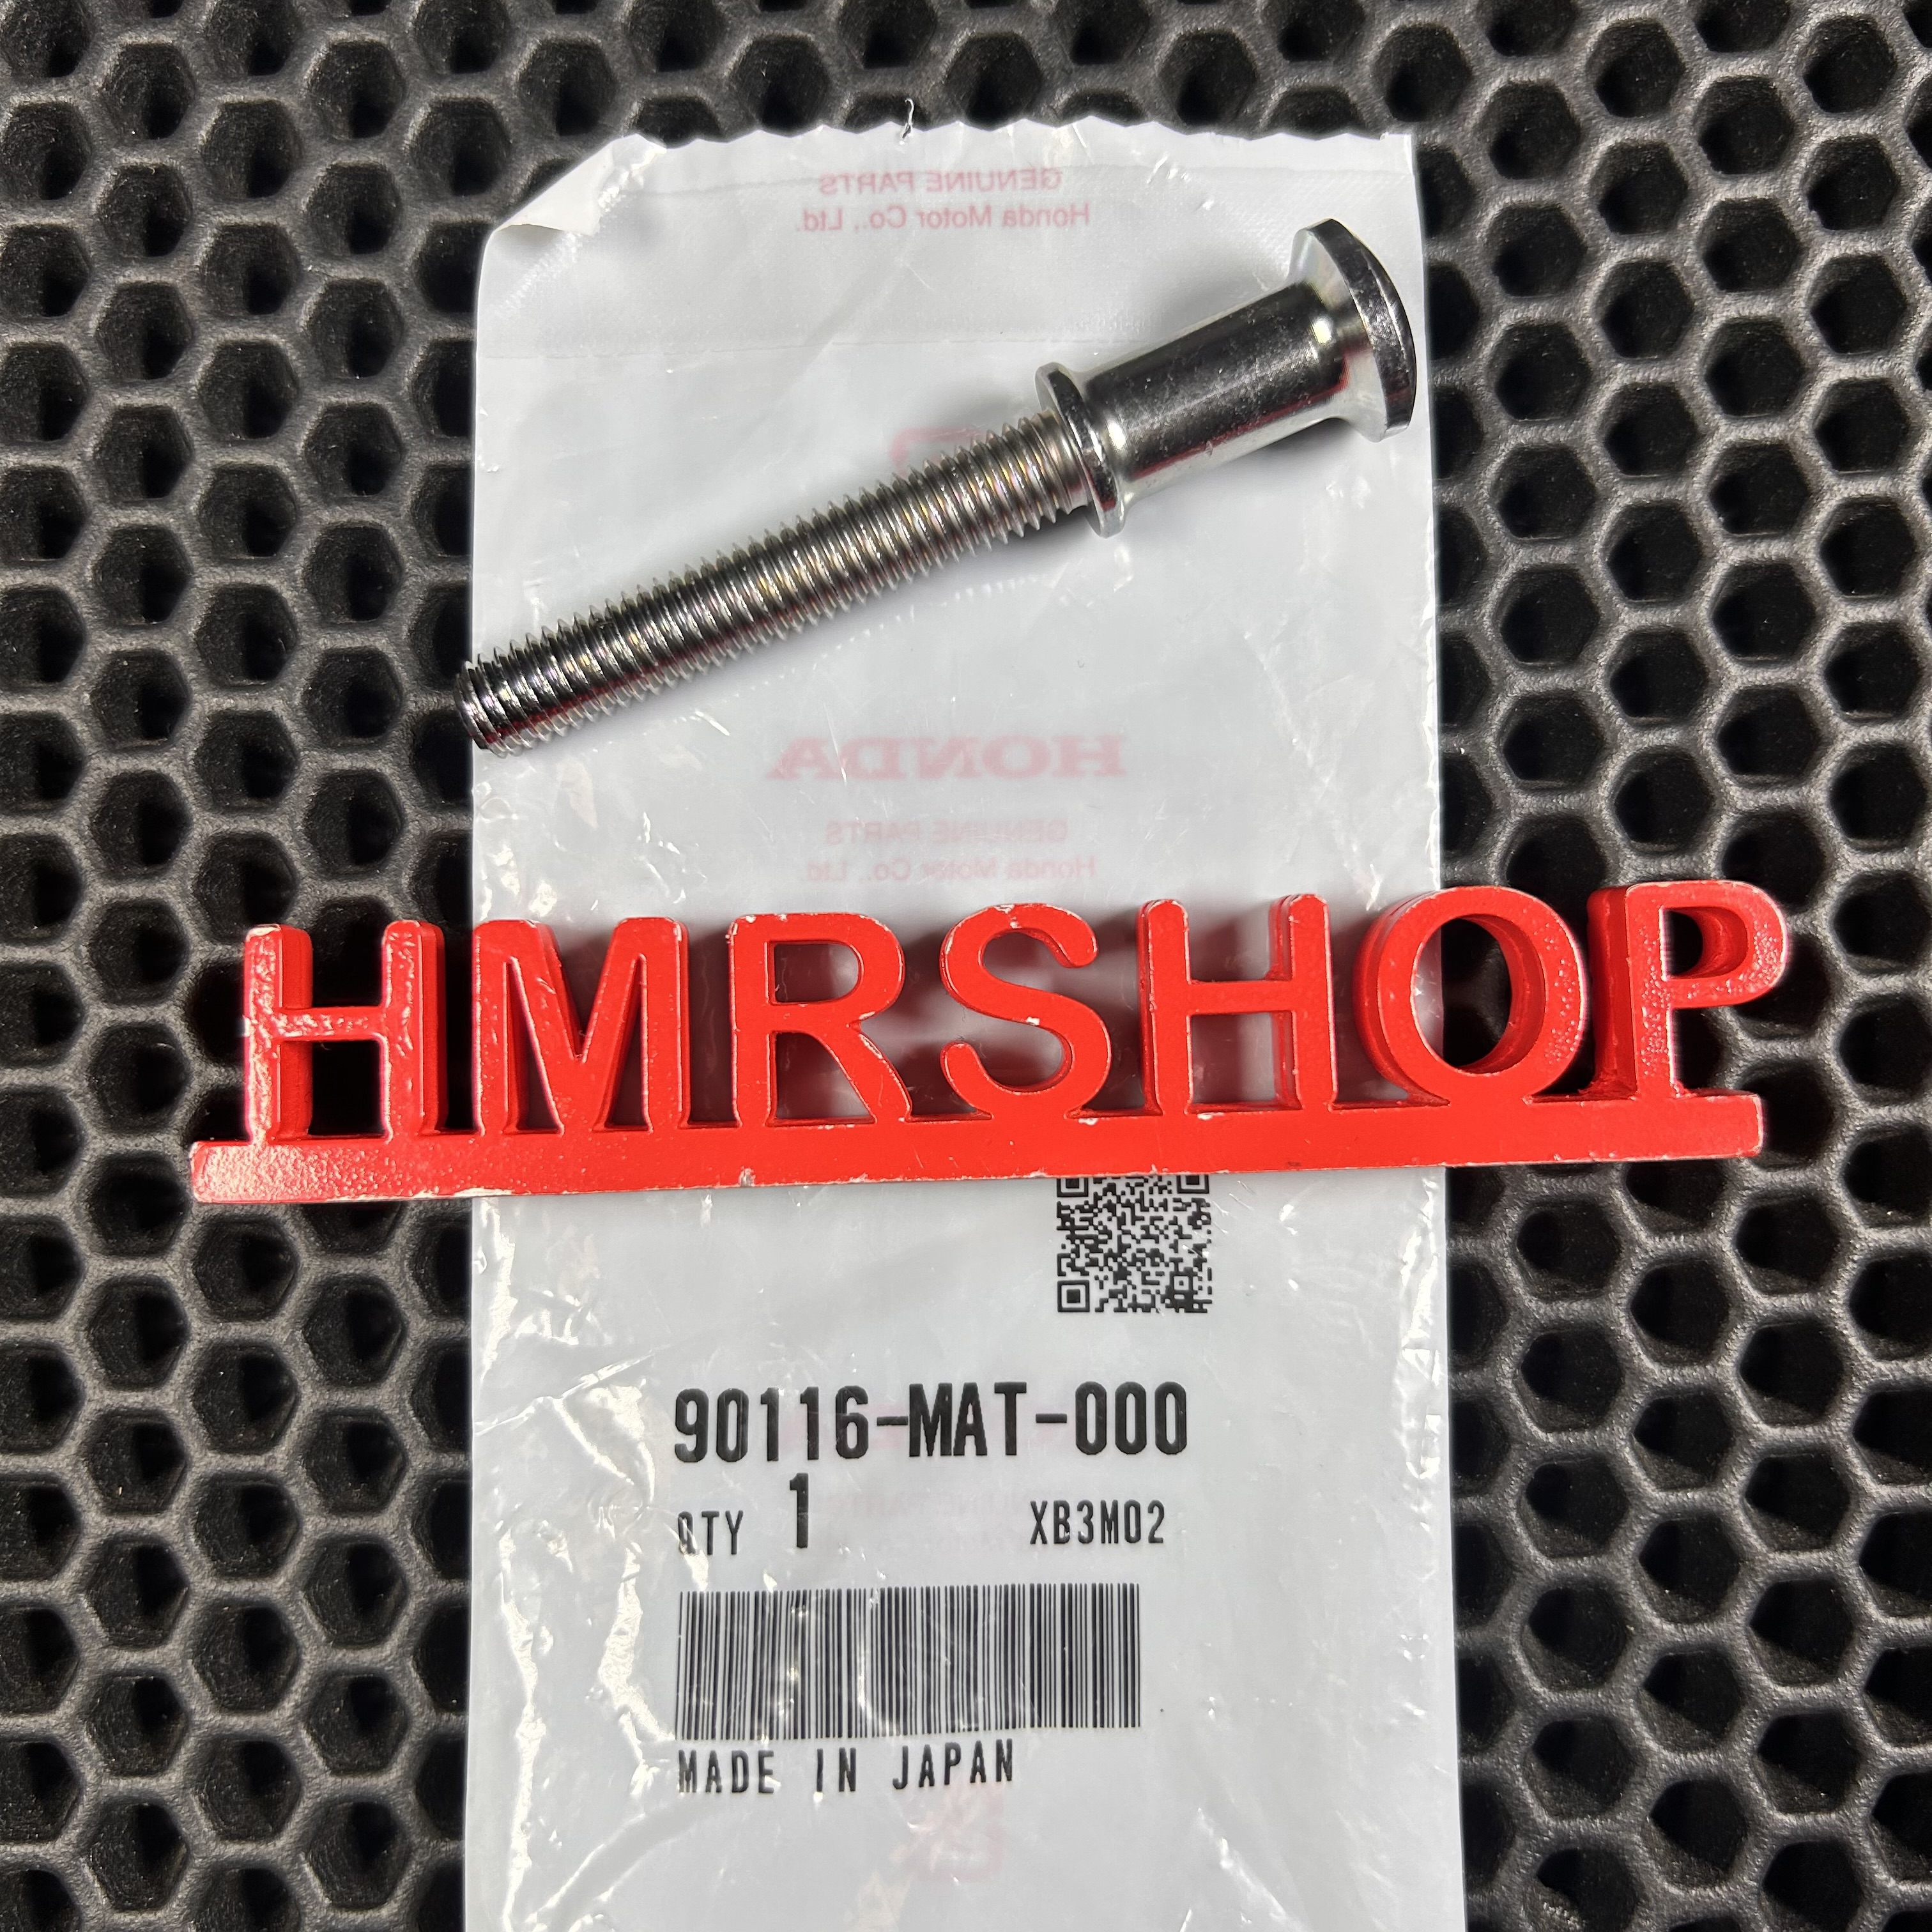 GENUINE PARTS
Honda Motor Co., Ltd.
HONDA
GENUINE PARTS
Honda Motor Co., Ltd.
HMRSHOP
90116-MAT-000
QTY 1 XB3M02
MADE IN JAPAN